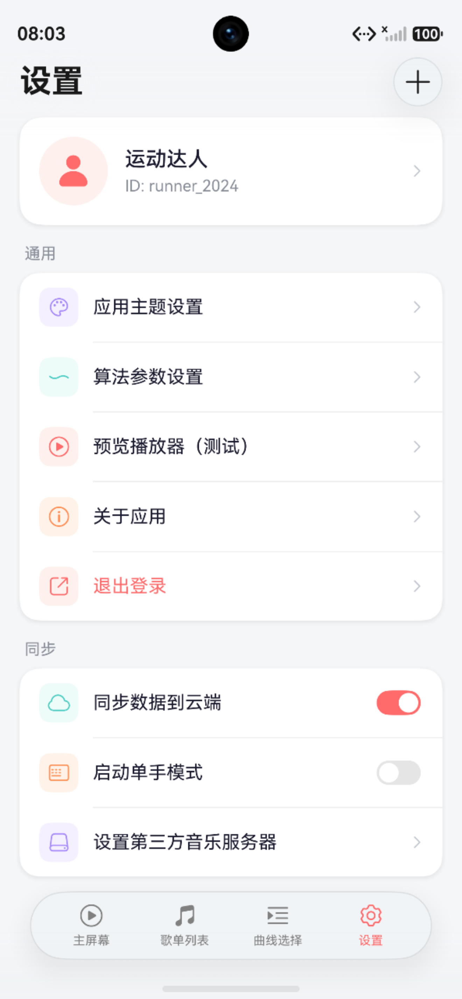 08:03
100
设置
运动达人
ID: runner_2024
通用
应用主题设置
算法参数设置
预览播放器（测试）
关于应用
退出登录
同步
同步数据到云端
启动单手模式
设置第三方音乐服务器
主屏幕
歌单列表
曲线选择
设置